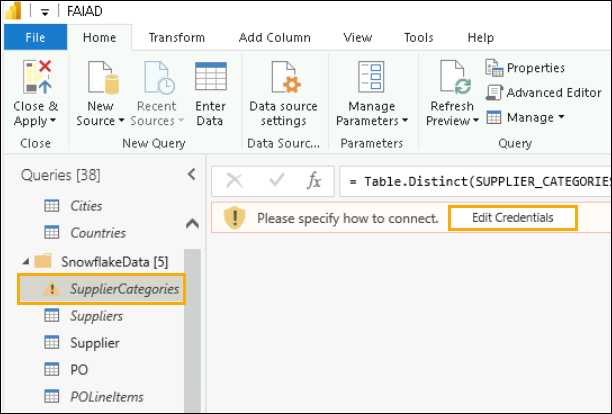 FAIAD
File Home Transform Add Column View Tools Help
Close & Apply
New Source
Recent Sources
Enter Data
Data source settings
Manage Parameters
Refresh Preview
Properties
Advanced Editor
Manage
Close New Query Data Sourc... Parameters Query
Queries [38]
= Table.Distinct(SUPPLIER_CATEGORIES
Cities
Please specify how to connect. Edit Credentials
Countries
SnowflakeData [5]
SupplierCategories
Suppliers
Supplier
PO
POLineItems